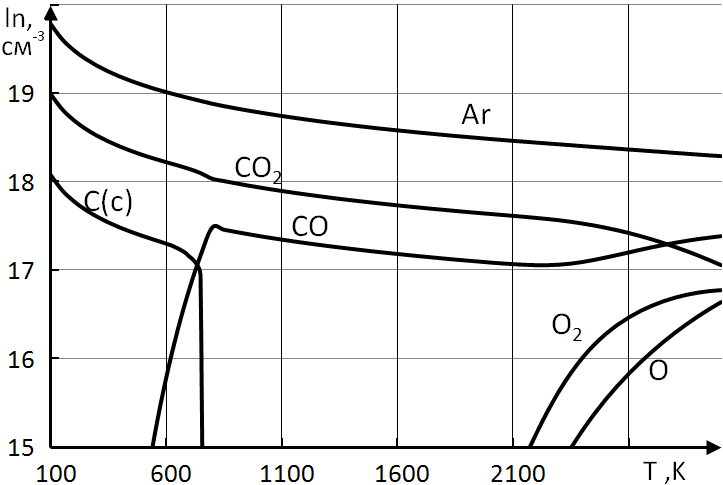 ln,
см-3
Ar
19
CO2
18
C(c)
CO
17
O2
16
O
15
100 600 1100 1600 2100 T ,K